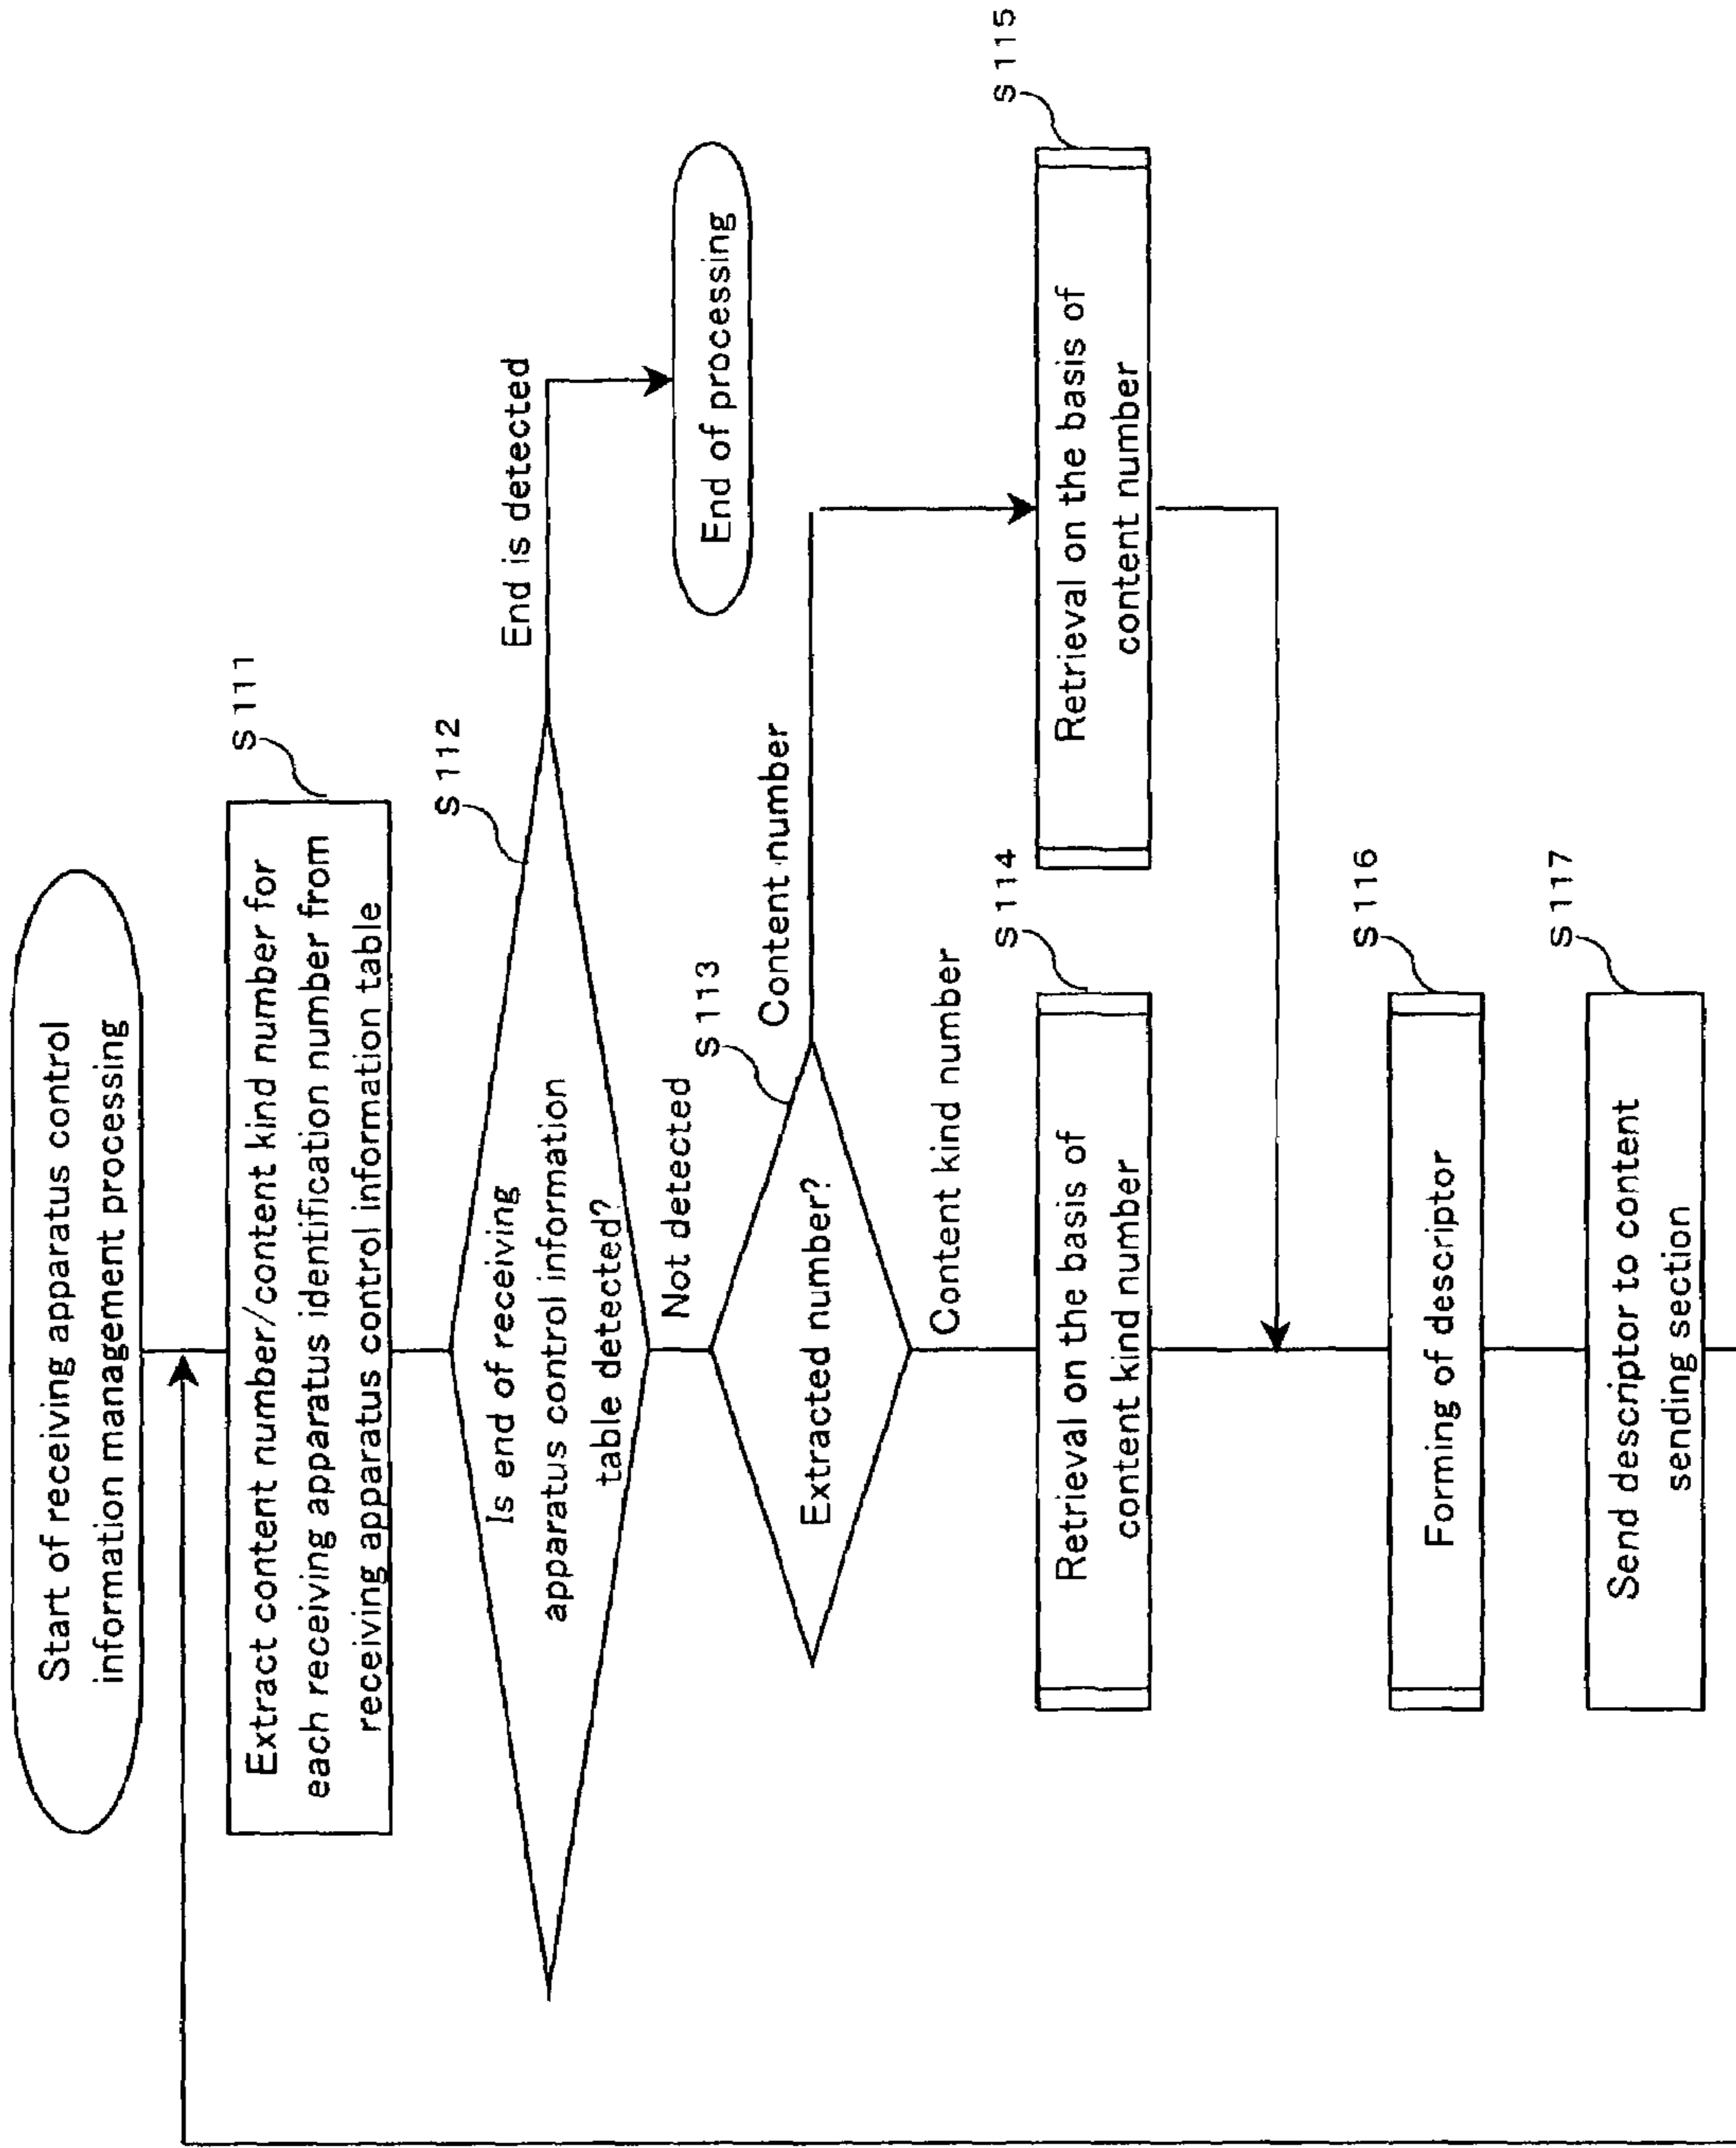 Start of receiving apparatus control
information management processing
S111
Extract content number/content kind number for
each receiving apparatus identification number from
receiving apparatus control information table
S112
Is end of receiving
apparatus control information
table detected?
End is detected
End of processing
Not detected
S113
Extracted number?
Content number
Content kind number
S114
Retrieval on the basis of
content kind number
S115
Retrieval on the basis of
content number
S116
Forming of descriptor
S117
Send descriptor to content
sending section